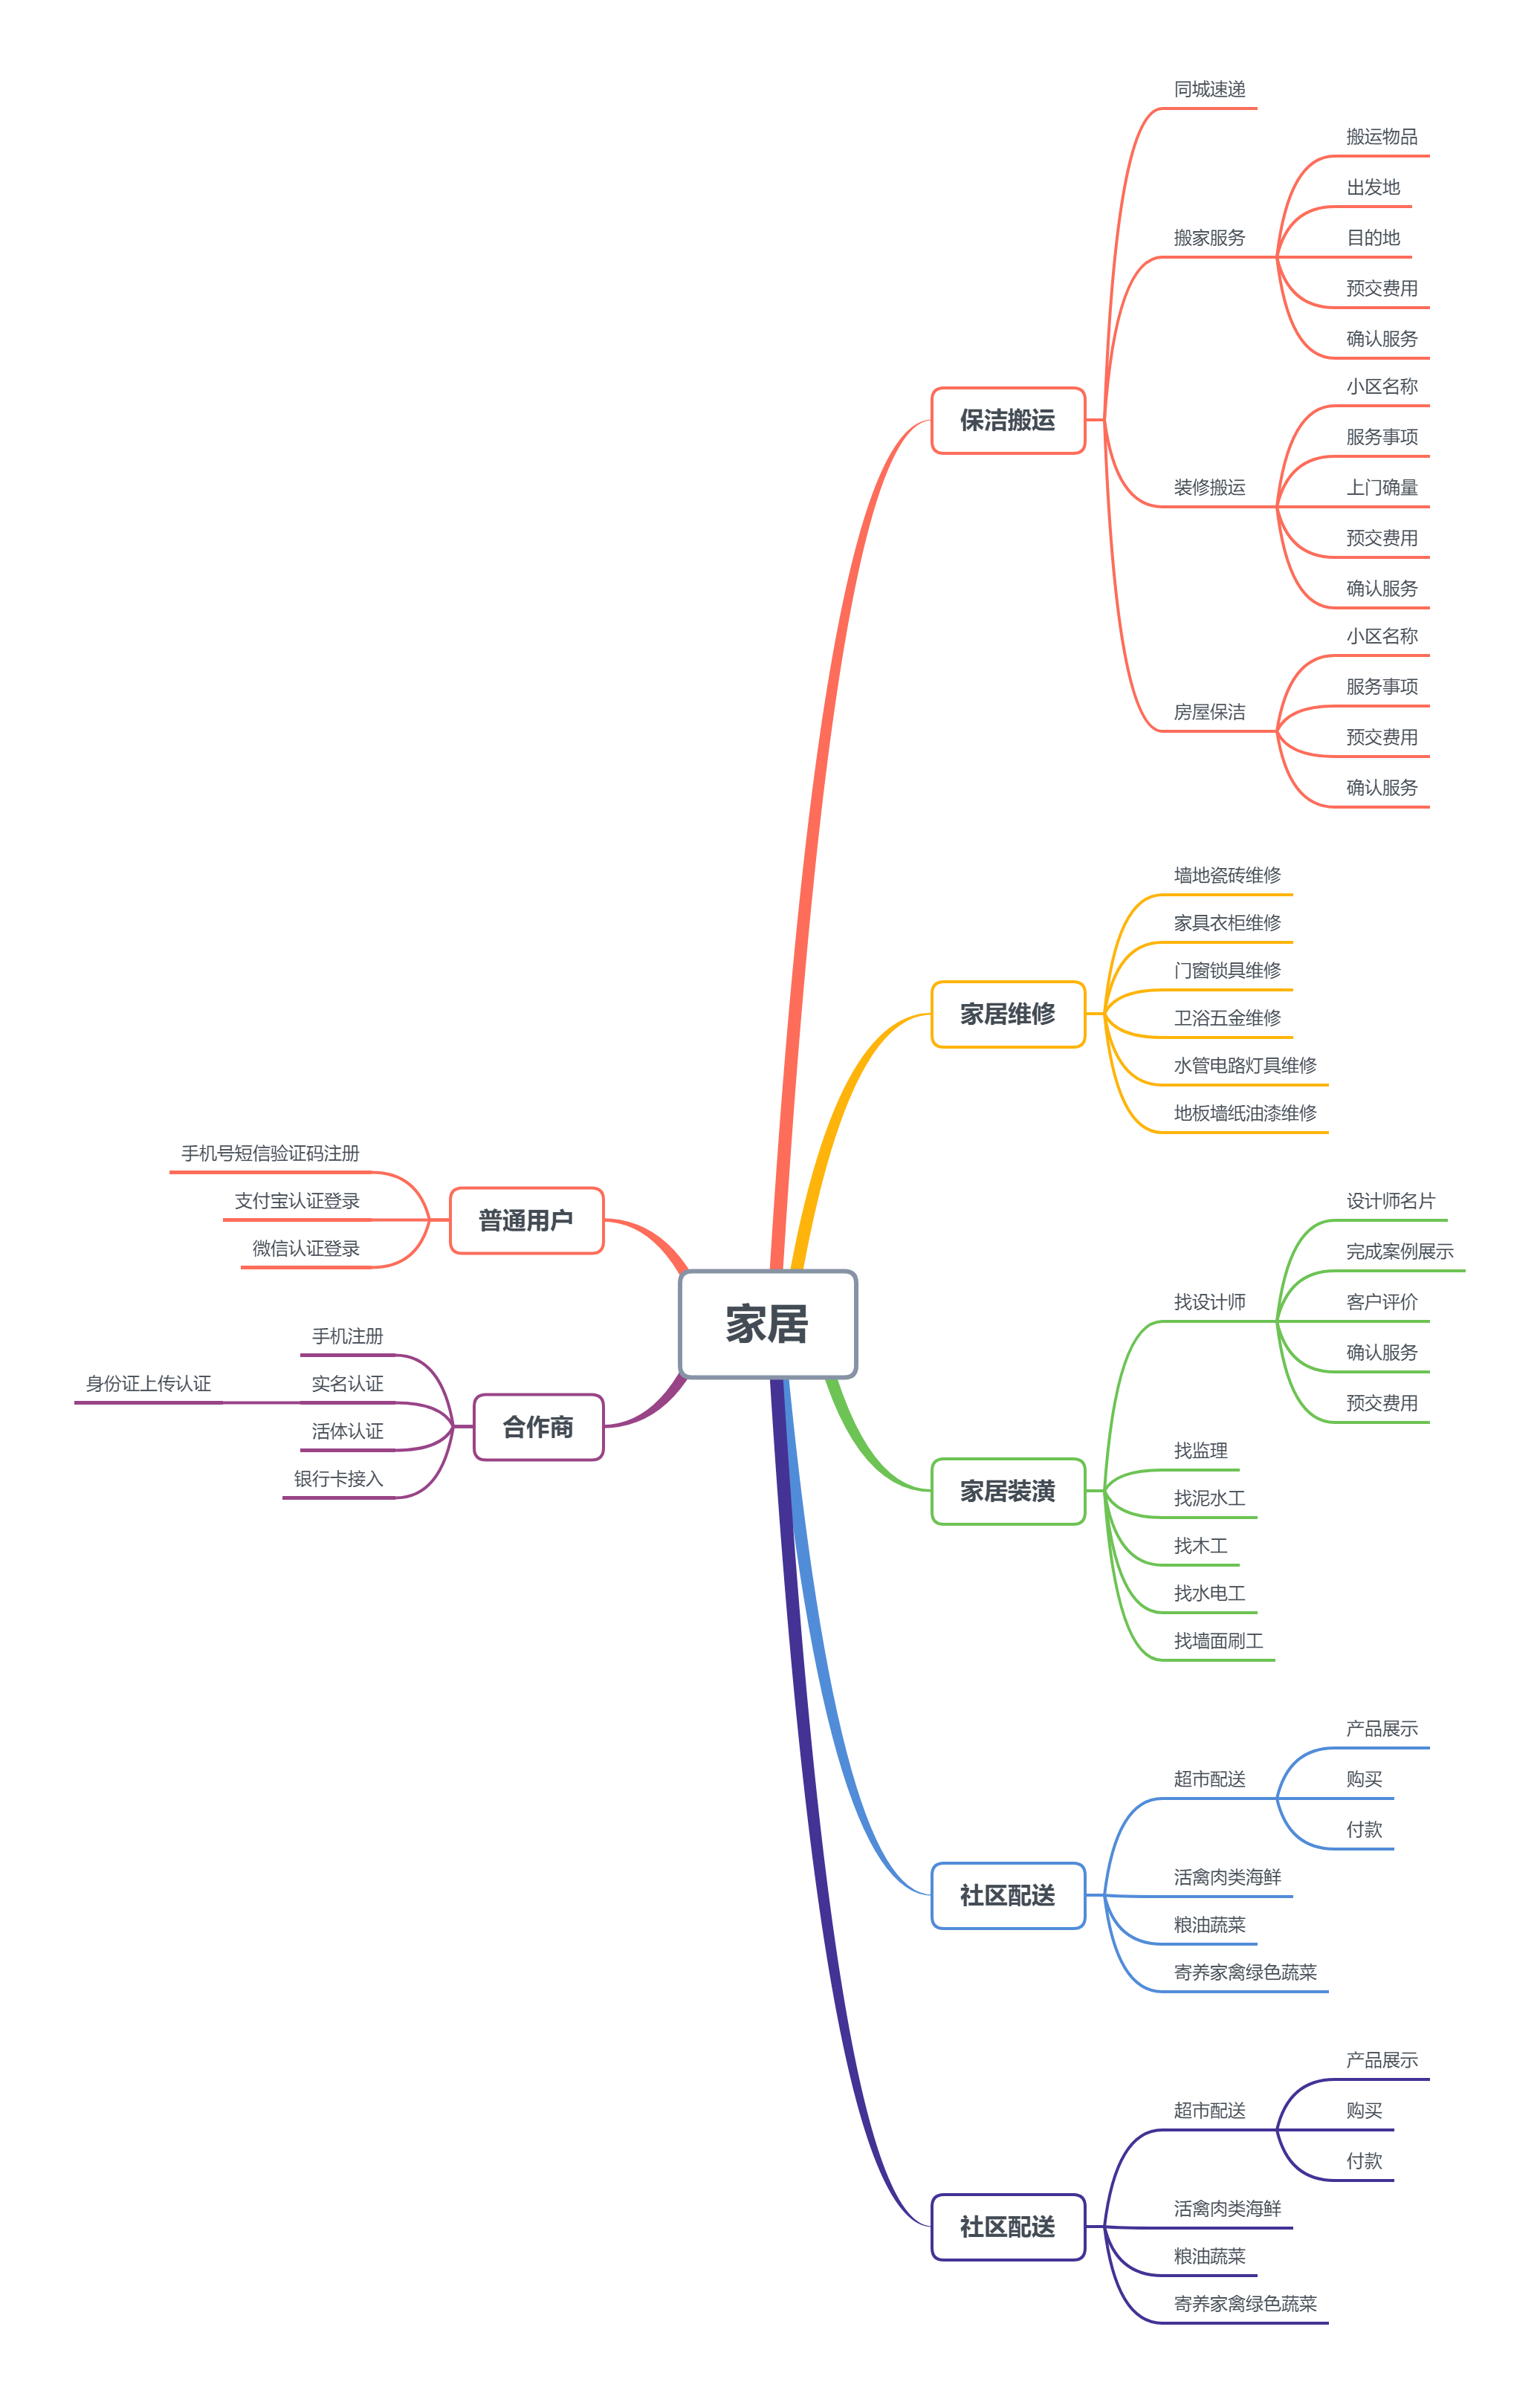 家居
保洁搬运
同城速递
搬家服务
搬运物品
出发地
目的地
预交费用
确认服务
装修搬运
小区名称
服务事项
上门确量
预交费用
确认服务
房屋保洁
小区名称
服务事项
预交费用
确认服务
家居维修
墙地瓷砖维修
家具衣柜维修
门窗锁具维修
卫浴五金维修
水管电路灯具维修
地板墙纸油漆维修
家居装潢
找设计师
设计师名片
完成案例展示
客户评价
确认服务
预交费用
找监理
找泥水工
找木工
找水电工
找墙面刷工
社区配送
超市配送
产品展示
购买
付款
活禽肉类海鲜
粮油蔬菜
寄养家禽绿色蔬菜
社区配送
超市配送
产品展示
购买
付款
活禽肉类海鲜
粮油蔬菜
寄养家禽绿色蔬菜
普通用户
手机号短信验证码注册
支付宝认证登录
微信认证登录
合作商
手机注册
实名认证
身份证上传认证
活体认证
银行卡接入